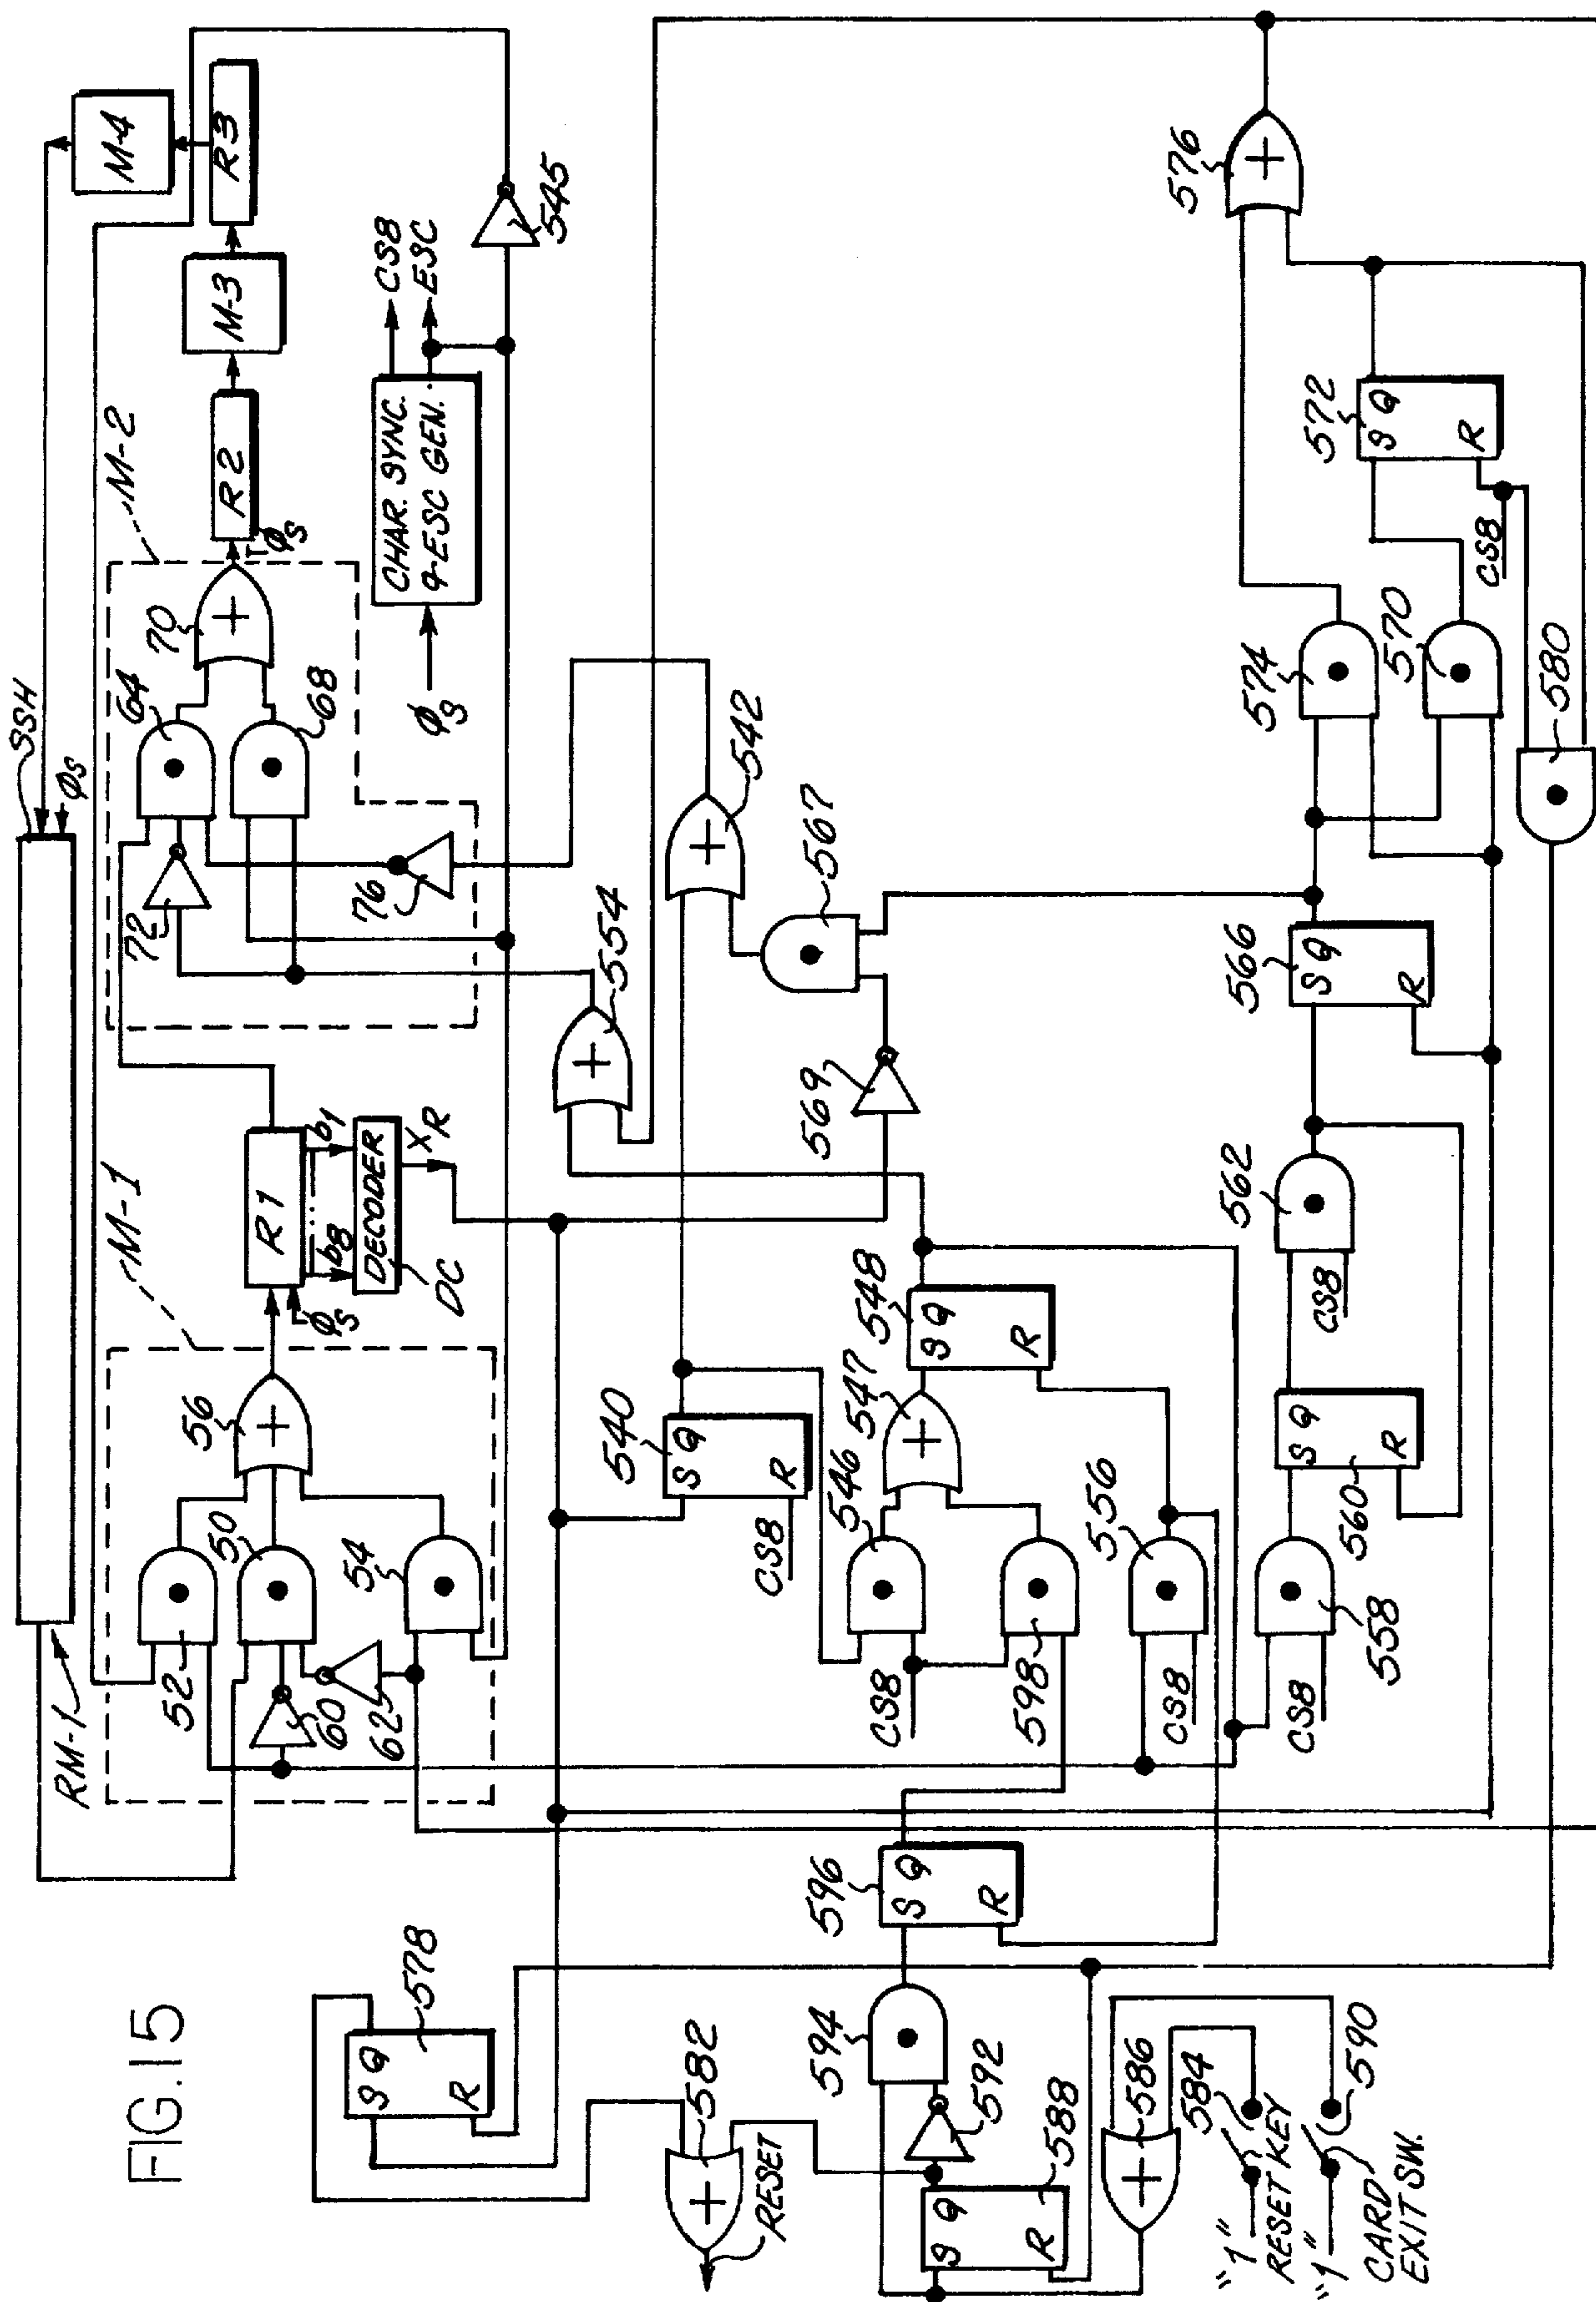 FIG.15
SSH
φS
RM-1
M-1
52
50
54
56
60
62
R1
φS
b8
b1
DECODER
DC
XR
M-2
72
64
68
70
76
R2
φS
M-3
R3
M-4
CHAR. SYNC.
&-ESC GEN.
φS
CS8
ESC
545
578
S Q
R
582
RESET
540
S Q
R
CS8
554
542
567
569
546
547
548
S Q
R
CS8
598
556
CS8
558
CS8
560
S Q
R
562
CS8
566
S Q
R
574
570
572
S Q
R
CS8
576
580
596
S Q
R
594
592
588
S Q
R
586
584
"1"
RESET KEY
590
"1"
CARD
EXIT SW.